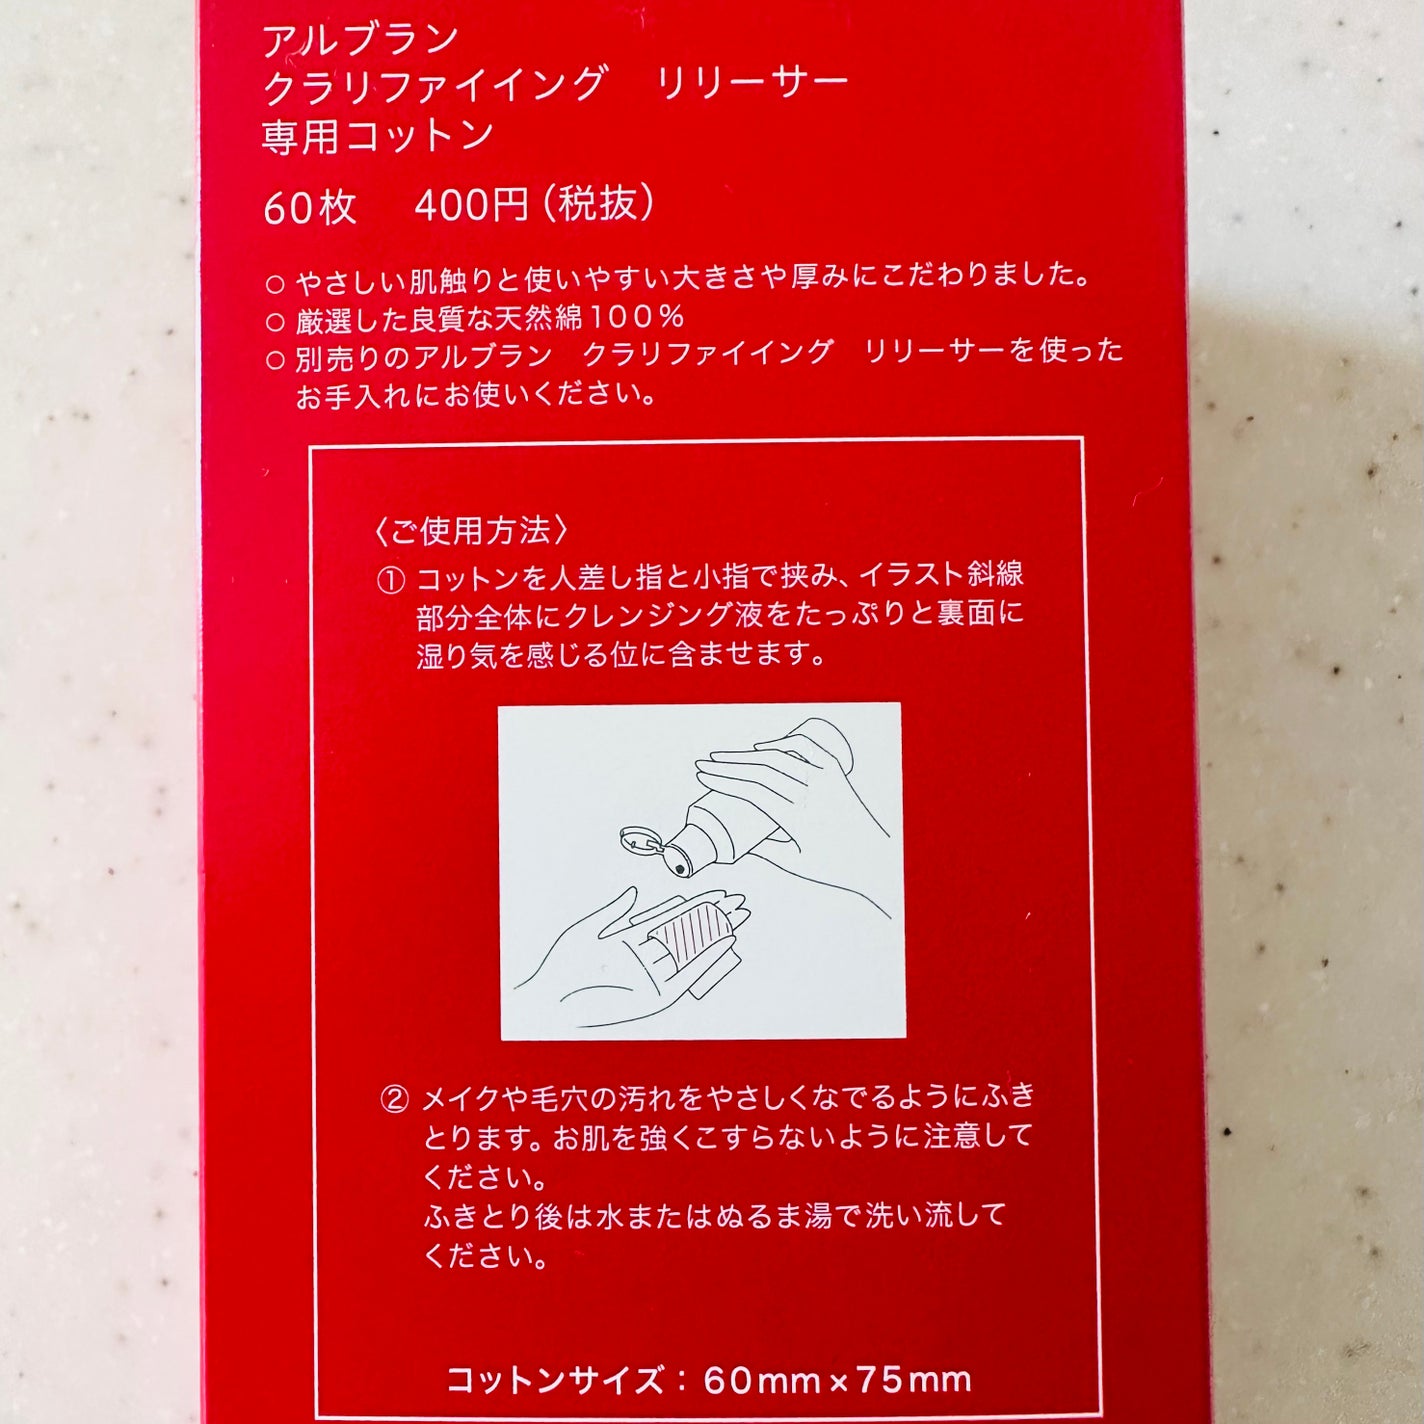 アルブラン
クラリファイイング　リリーサー
専用コットン
60枚　400円（税抜）
○ やさしい肌触りと使いやすい大きさや厚みにこだわりました。
○ 厳選した良質な天然綿100％
○ 別売りのアルブラン　クラリファイイング　リリーサーを使った
お手入れにお使いください。
〈ご使用方法〉
① コットンを人差し指と小指で挟み、イラスト斜線
部分全体にクレンジング液をたっぷりと裏面に
湿り気を感じる位に含ませます。
② メイクや毛穴の汚れをやさしくなでるようにふき
とります。お肌を強くこすらないように注意して
ください。
ふきとり後は水またはぬるま湯で洗い流して
ください。
コットンサイズ：60mm×75mm